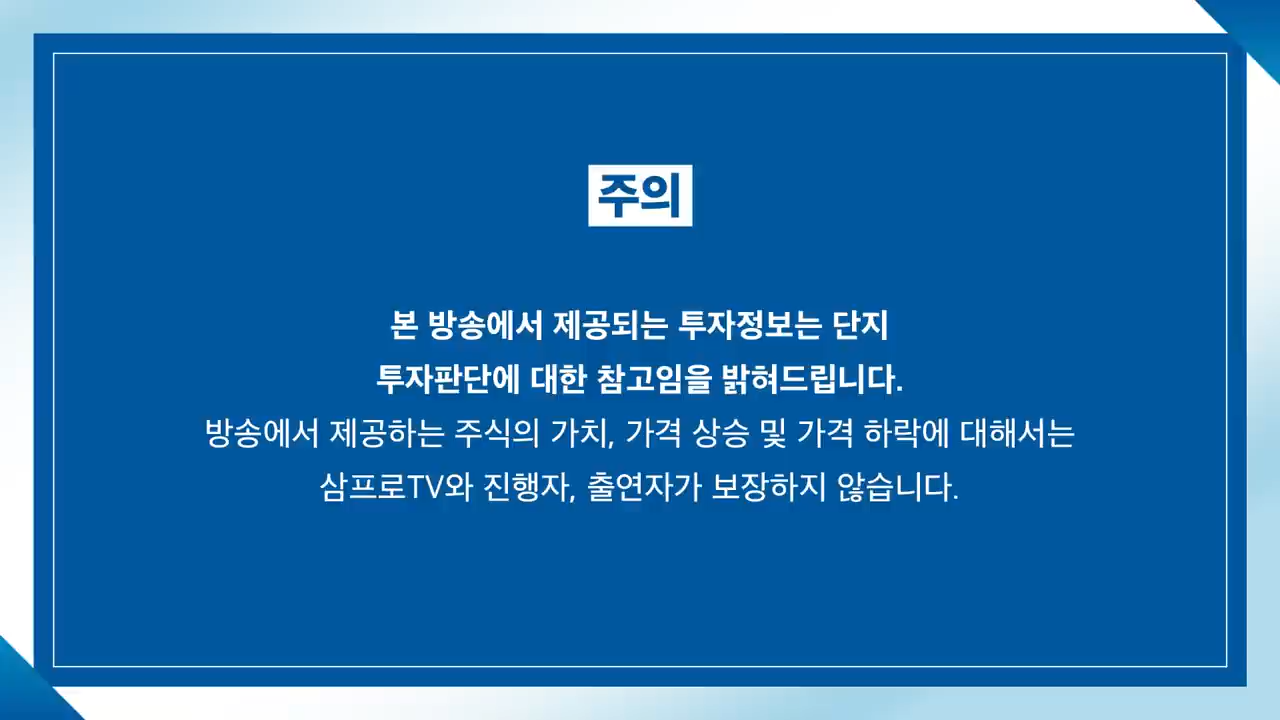 주의
본 방송에서 제공되는 투자정보는 단지
투자판단에 대한 참고임을 밝혀드립니다.
방송에서 제공하는 주식의 가치, 가격 상승 및 가격 하락에 대해서는
삼프로TV와 진행자, 출연자가 보장하지 않습니다.